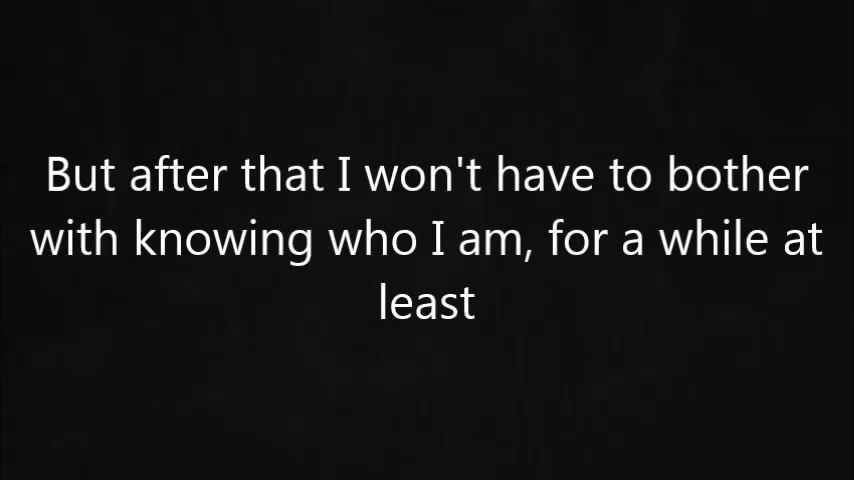 But after that I won't have to bother
with knowing who I am, for a while at
least